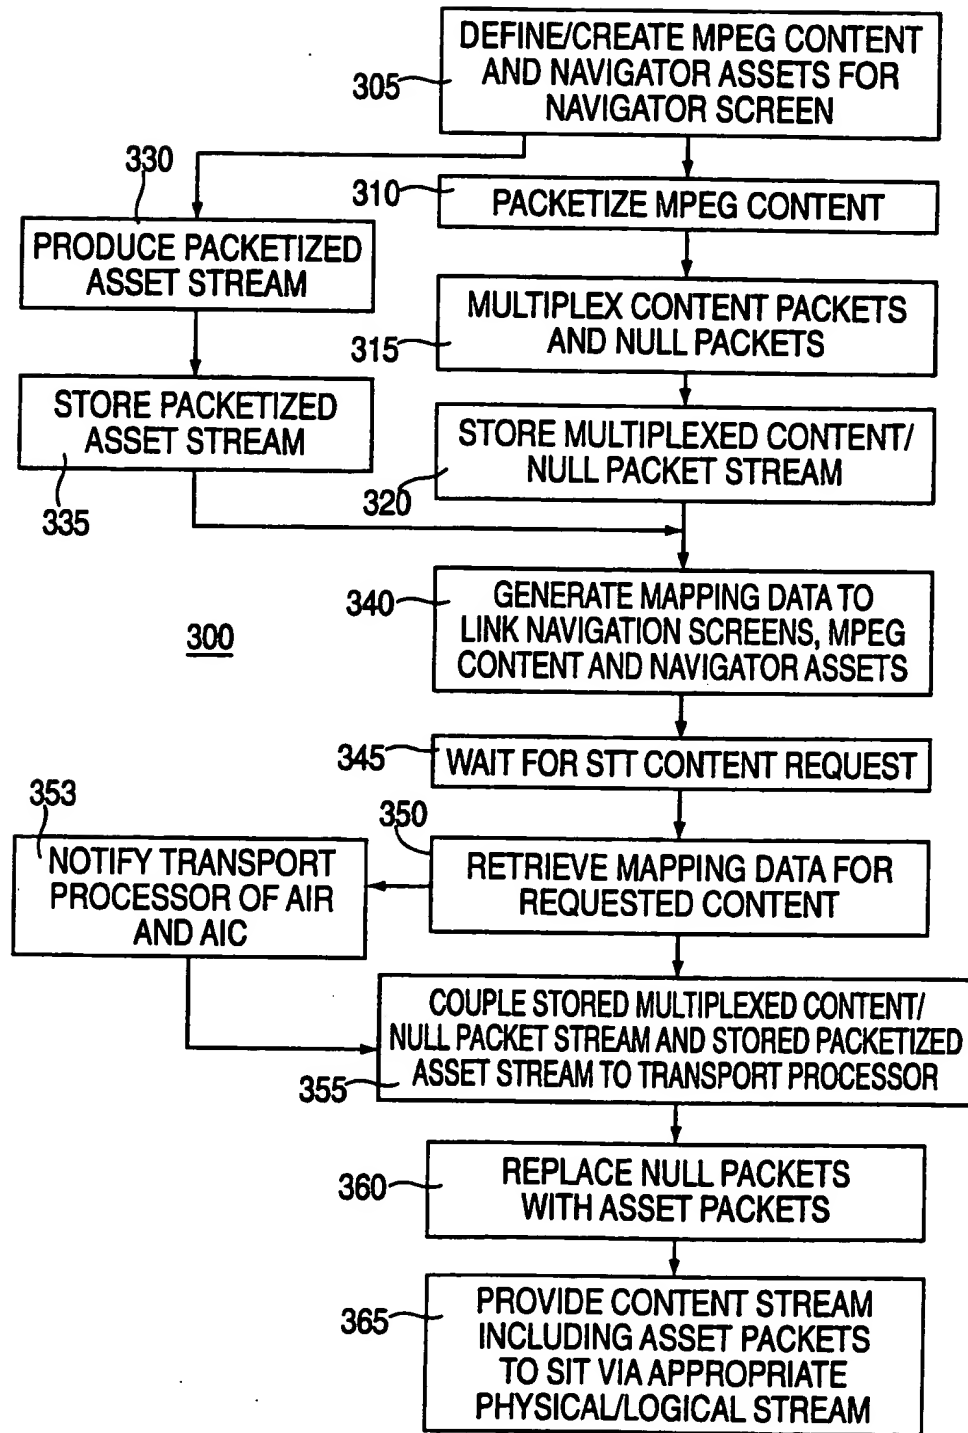 DEFINE/CREATE MPEG CONTENT
AND NAVIGATOR ASSETS FOR
NAVIGATOR SCREEN
305
330
310
PACKETIZE MPEG CONTENT
PRODUCE PACKETIZED
ASSET STREAM
MULTIPLEX CONTENT PACKETS
AND NULL PACKETS
315
STORE PACKETIZED
ASSET STREAM
335
STORE MULTIPLEXED CONTENT/
NULL PACKET STREAM
320
340
GENERATE MAPPING DATA TO
LINK NAVIGATION SCREENS, MPEG
CONTENT AND NAVIGATOR ASSETS
300
345
WAIT FOR STT CONTENT REQUEST
353
350
NOTIFY TRANSPORT
PROCESSOR OF AIR
AND AIC
RETRIEVE MAPPING DATA FOR
REQUESTED CONTENT
COUPLE STORED MULTIPLEXED CONTENT/
NULL PACKET STREAM AND STORED PACKETIZED
ASSET STREAM TO TRANSPORT PROCESSOR
355
360
REPLACE NULL PACKETS
WITH ASSET PACKETS
365
PROVIDE CONTENT STREAM
INCLUDING ASSET PACKETS
TO SIT VIA APPROPRIATE
PHYSICAL/LOGICAL STREAM